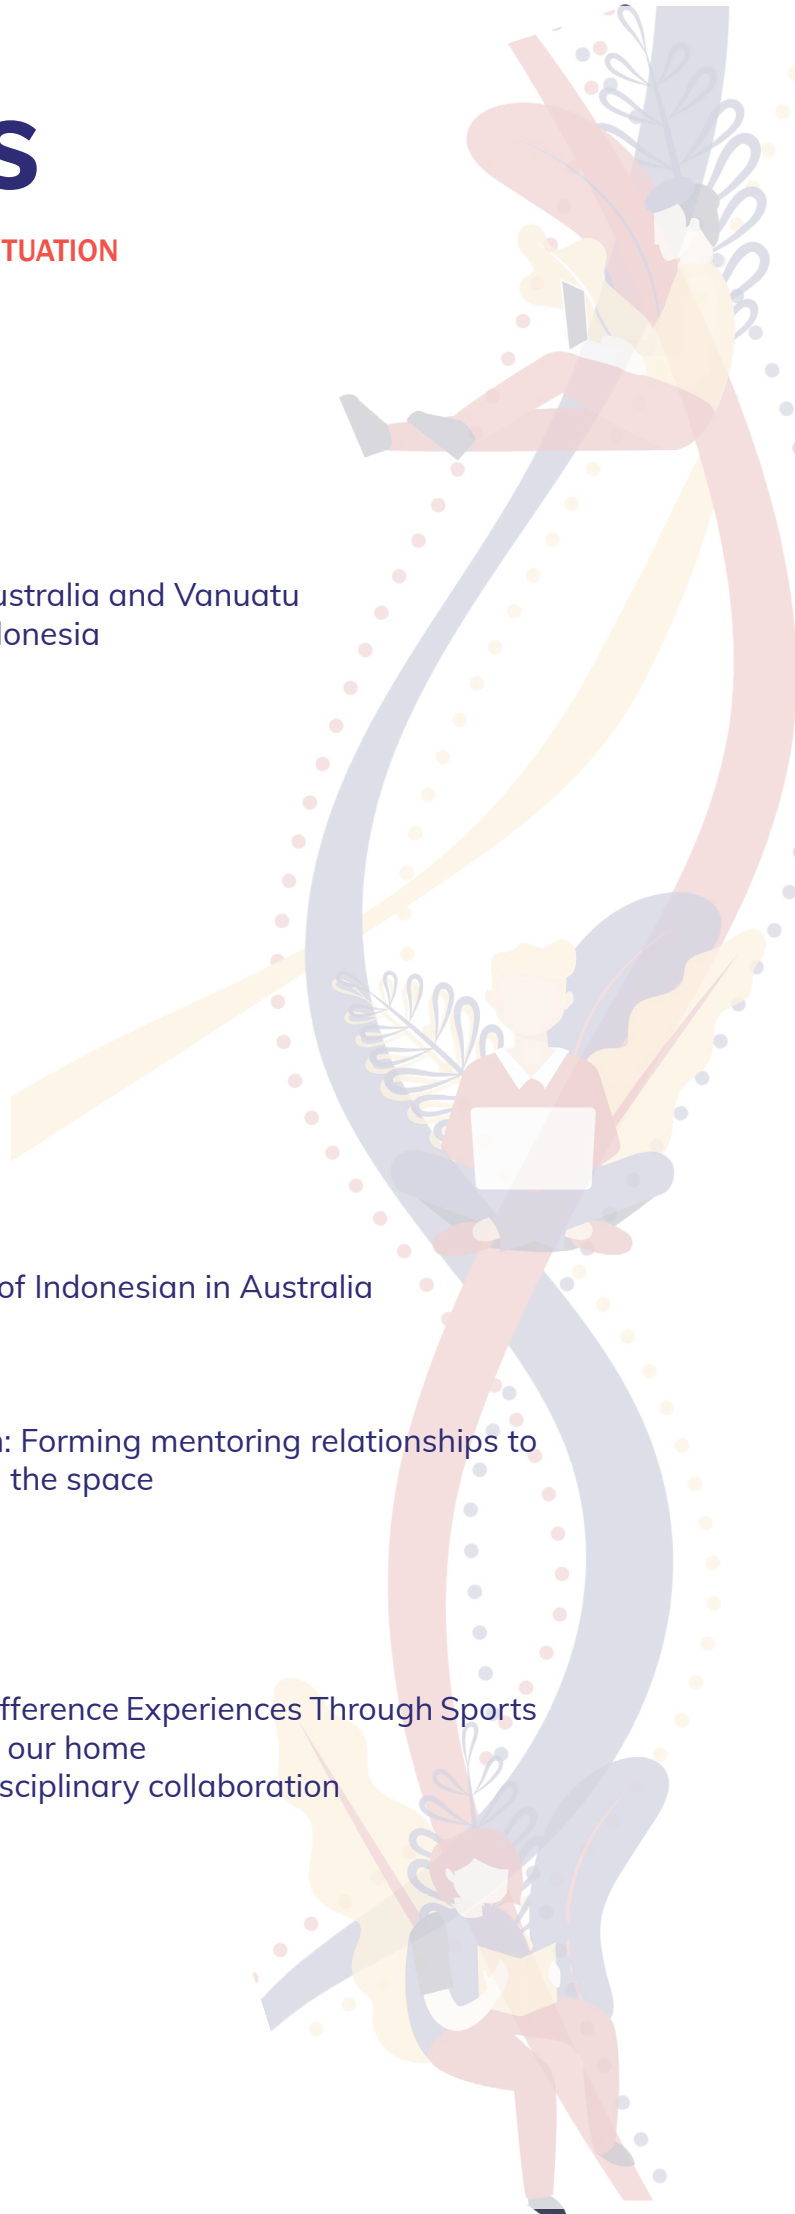 s
TUATION
ustralia and Vanuatu
donesia
of Indonesian in Australia
n: Forming mentoring relationships to
the space
fference Experiences Through Sports
our home
sciplinary collaboration